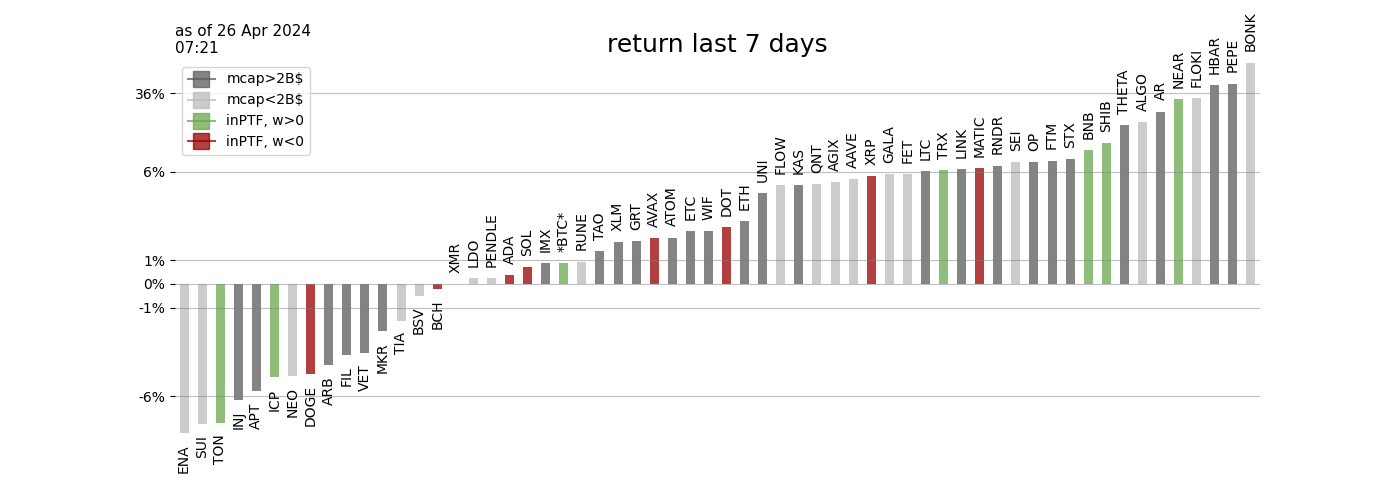 as of 26 Apr 2024
07:21
return last 7 days
mcap>2B$
mcap<2B$
inPTF, w>0
inPTF, w<0
36%
6%
1%
0%
-1%
-6%
ENA
SUI
TON
INJ
APT
ICP
NEO
DOGE
ARB
FIL
VET
MKR
TIA
BSV
BCH
XMR
LDO
PENDLE
ADA
SOL
IMX
*BTC*
RUNE
TAO
XLM
GRT
AVAX
ATOM
ETC
WIF
DOT
ETH
UNI
FLOW
KAS
QNT
AGIX
AAVE
XRP
GALA
FET
LTC
TRX
LINK
MATIC
RNDR
SEI
OP
FTM
STX
BNB
SHIB
THETA
ALGO
AR
NEAR
FLOKI
HBAR
PEPE
BONK